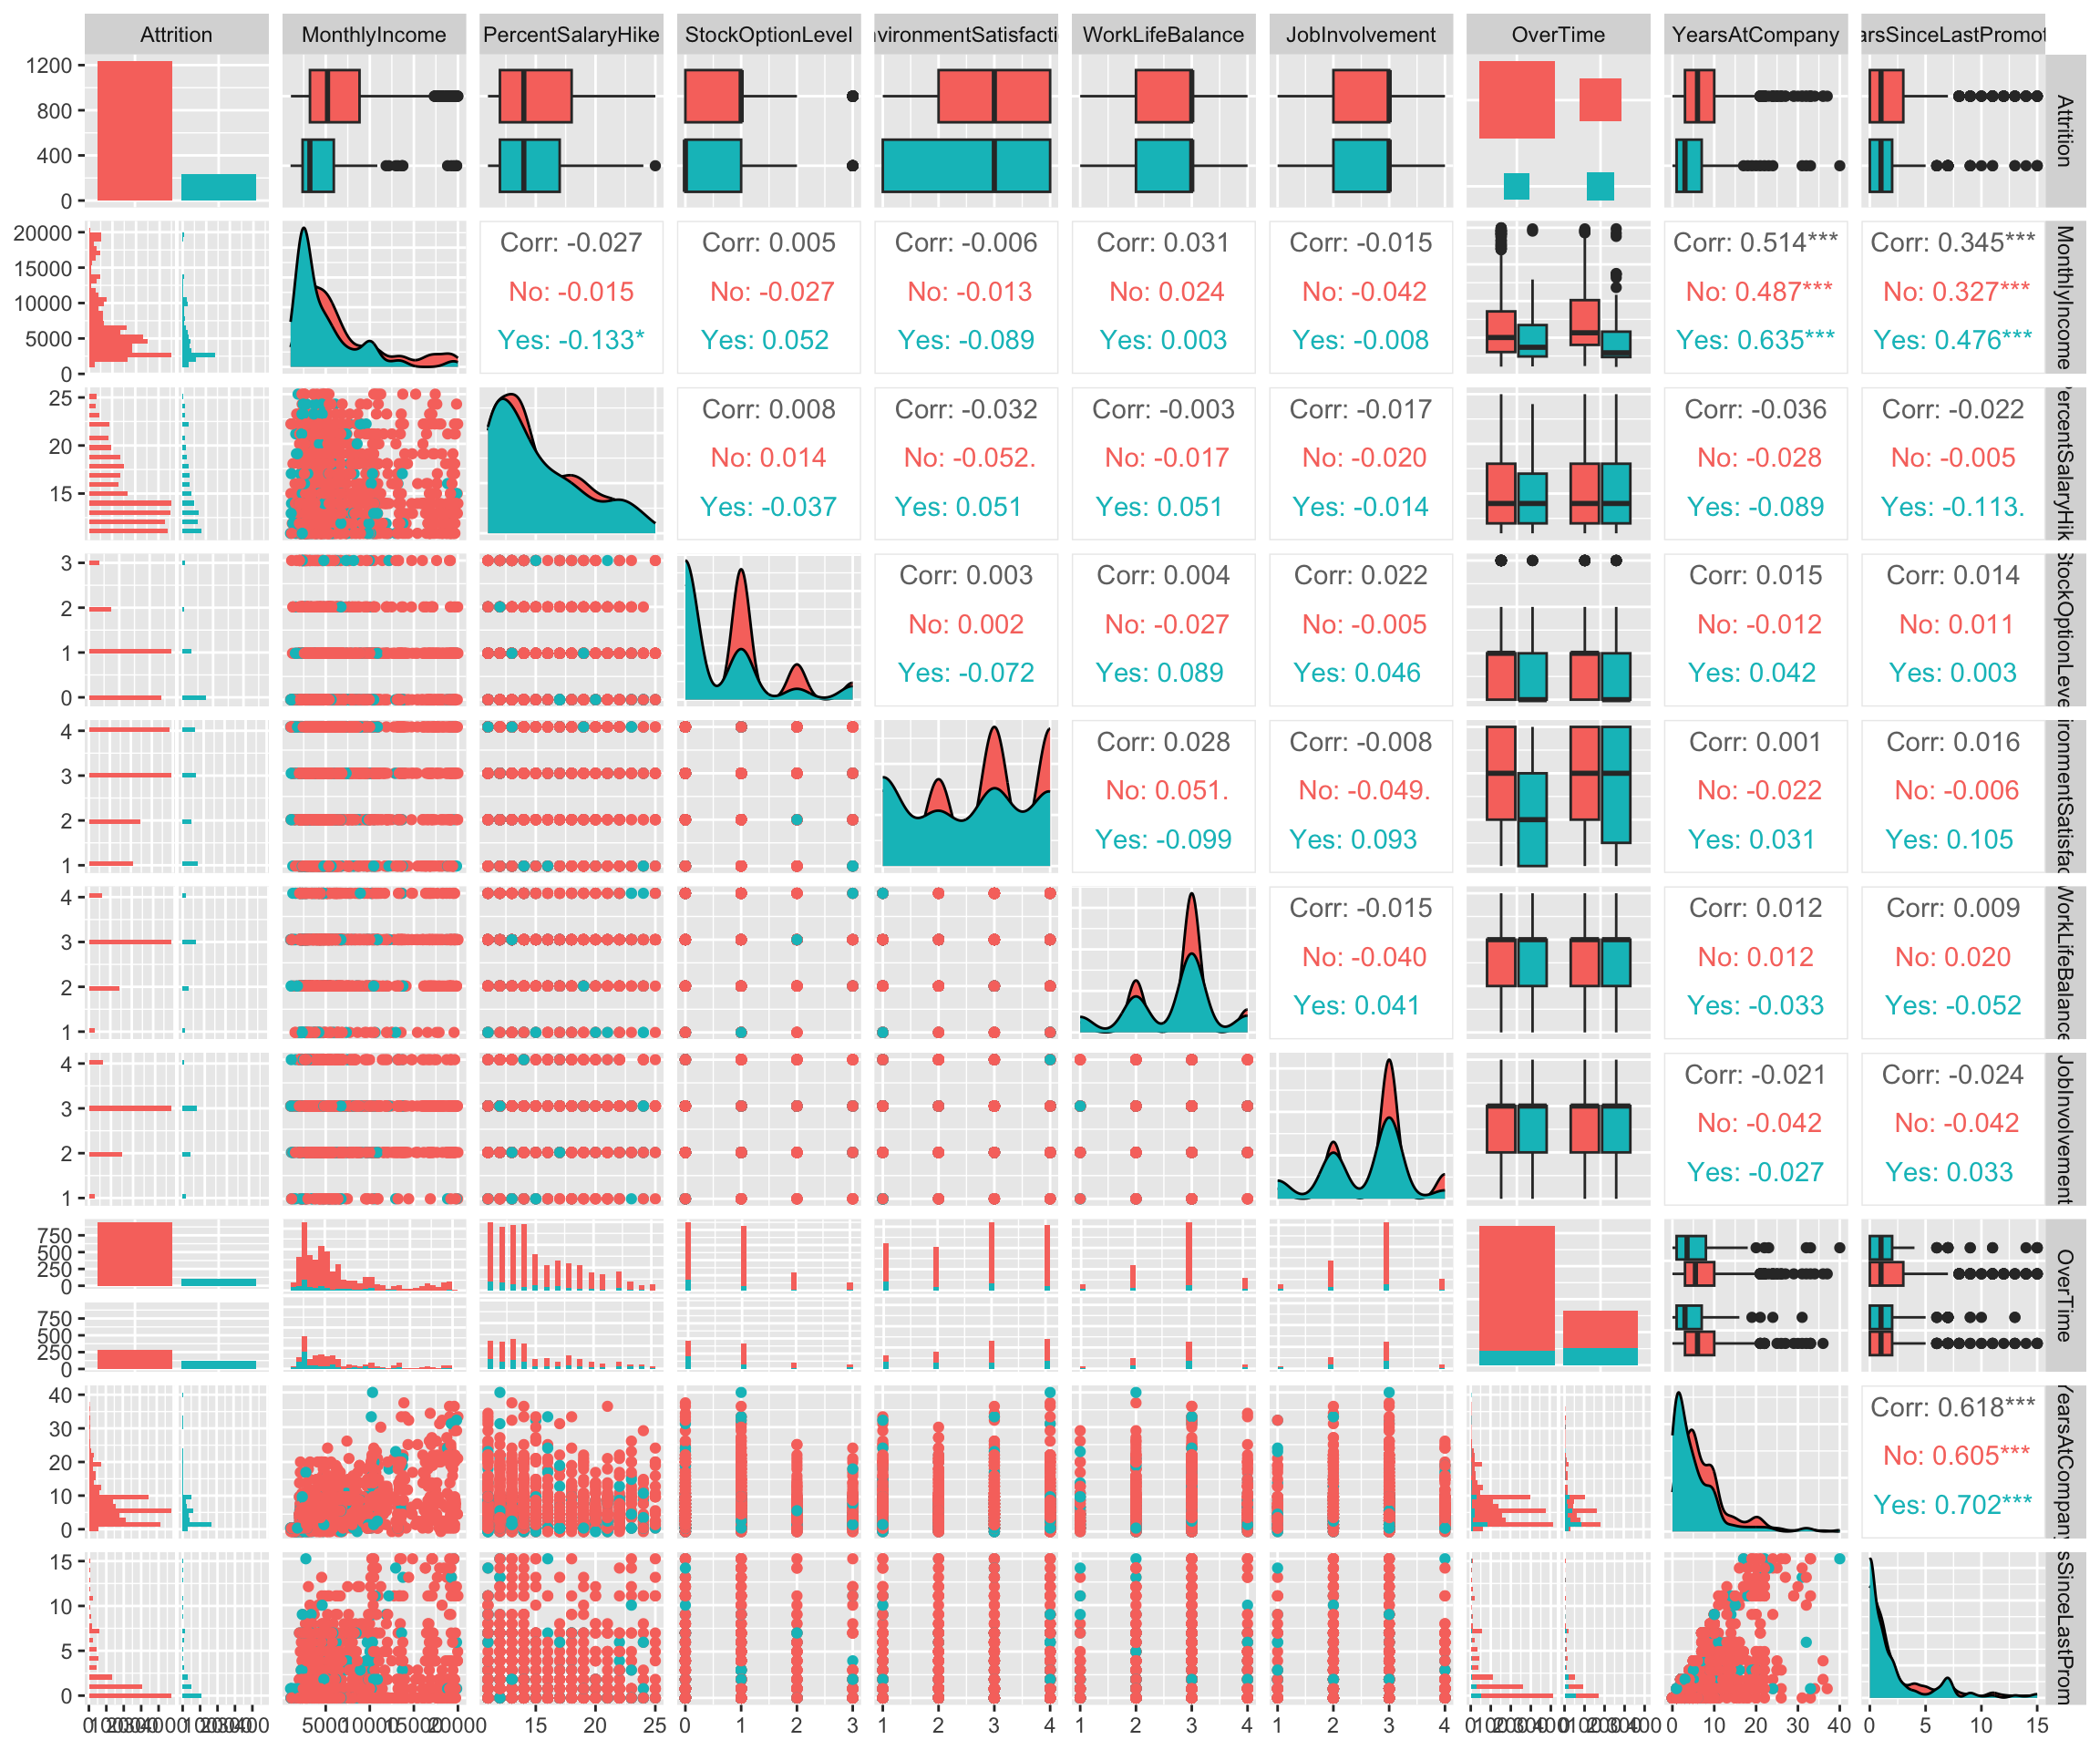 Attrition
MonthlyIncome
PercentSalaryHike
StockOptionLevel
nvironmentSatisfacti
WorkLifeBalance
JobInvolvement
OverTime
YearsAtCompany
arsSinceLastPromot
1200
800
400
0
Attrition
20000
15000
10000
5000
0
Corr: -0.027
No: -0.015
Yes: -0.133*
Corr: 0.005
No: -0.027
Yes: 0.052
Corr: -0.006
No: -0.013
Yes: -0.089
Corr: 0.031
No: 0.024
Yes: 0.003
Corr: -0.015
No: -0.042
Yes: -0.008
Corr: 0.514***
No: 0.487***
Yes: 0.635***
Corr: 0.345***
No: 0.327***
Yes: 0.476***
MonthlyIncome
25
20
15
Corr: 0.008
No: 0.014
Yes: -0.037
Corr: -0.032
No: -0.052.
Yes: 0.051
Corr: -0.003
No: -0.017
Yes: 0.051
Corr: -0.017
No: -0.020
Yes: -0.014
Corr: -0.036
No: -0.028
Yes: -0.089
Corr: -0.022
No: -0.005
Yes: -0.113.
ercentSalaryHik
3
2
1
0
Corr: 0.003
No: 0.002
Yes: -0.072
Corr: 0.004
No: -0.027
Yes: 0.089
Corr: 0.022
No: -0.005
Yes: 0.046
Corr: 0.015
No: -0.012
Yes: 0.042
Corr: 0.014
No: 0.011
Yes: 0.003
StockOptionLeve
4
3
2
1
Corr: 0.028
No: 0.051.
Yes: -0.099
Corr: -0.008
No: -0.049.
Yes: 0.093
Corr: 0.001
No: -0.022
Yes: 0.031
Corr: 0.016
No: -0.006
Yes: 0.105
ironmentSatisfac
4
3
2
1
Corr: -0.015
No: -0.040
Yes: 0.041
Corr: 0.012
No: 0.012
Yes: -0.033
Corr: 0.009
No: 0.020
Yes: -0.052
WorkLifeBalance
4
3
2
1
Corr: -0.021
No: -0.042
Yes: -0.027
Corr: -0.024
No: -0.042
Yes: 0.033
JobInvolvement
750
500
250
0
750
500
250
0
OverTime
40
30
20
10
0
Corr: 0.618***
No: 0.605***
Yes: 0.702***
YearsAtCompany
15
10
5
0
sSinceLastProm
5000
10000
15000
20000
10
15
20
25
0
1
2
3
1
2
3
4
1
2
3
4
1
2
3
4
0
10
20
30
40
0
5
10
15